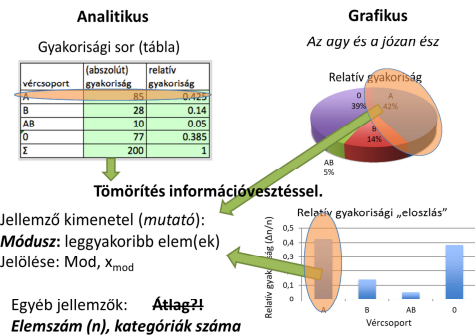 Analitikus
Grafikus
Gyakorisági sor (tábla)
Az agy és a józan ész
vércsoport (abszolút) gyakoriság relatív gyakoriság
A 85 0.425
B 28 0.14
AB 10 0.05
0 77 0.385
Σ 200 1
Relatív gyakoriság
0 39%
A 42%
B 14%
AB 5%
Tömörítés információvesztéssel.
Jellemző kimenetel (mutató):
Módusz: leggyakoribb elem(ek)
Jelölése: Mod, xmod
Egyéb jellemzők: Átlag?!
Elemszám (n), kategóriák száma
Relatív gyakorisági „eloszlás”
Relatív gyakoriság (Δn/n)
0,5
0,4
0,3
0,2
0,1
0
A B AB 0
Vércsoport